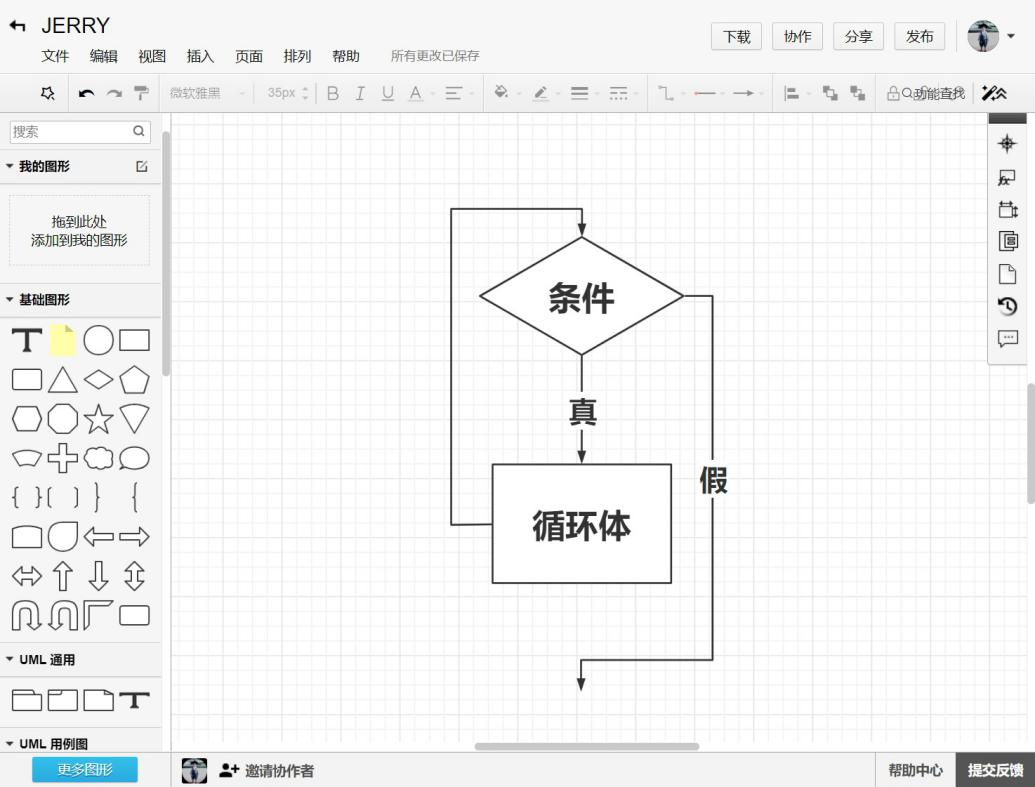 JERRY
文件 编辑 视图 插入 页面 排列 帮助 所有更改已保存
下载 协作 分享 发布
微软雅黑 35px B I U A 功能查找
搜索
我的图形
拖到此处
添加到我的图形
基础图形
T
UML 通用
T
UML 用例图
更多图形
条件
真
假
循环体
fx
邀请协作者
帮助中心 提交反馈